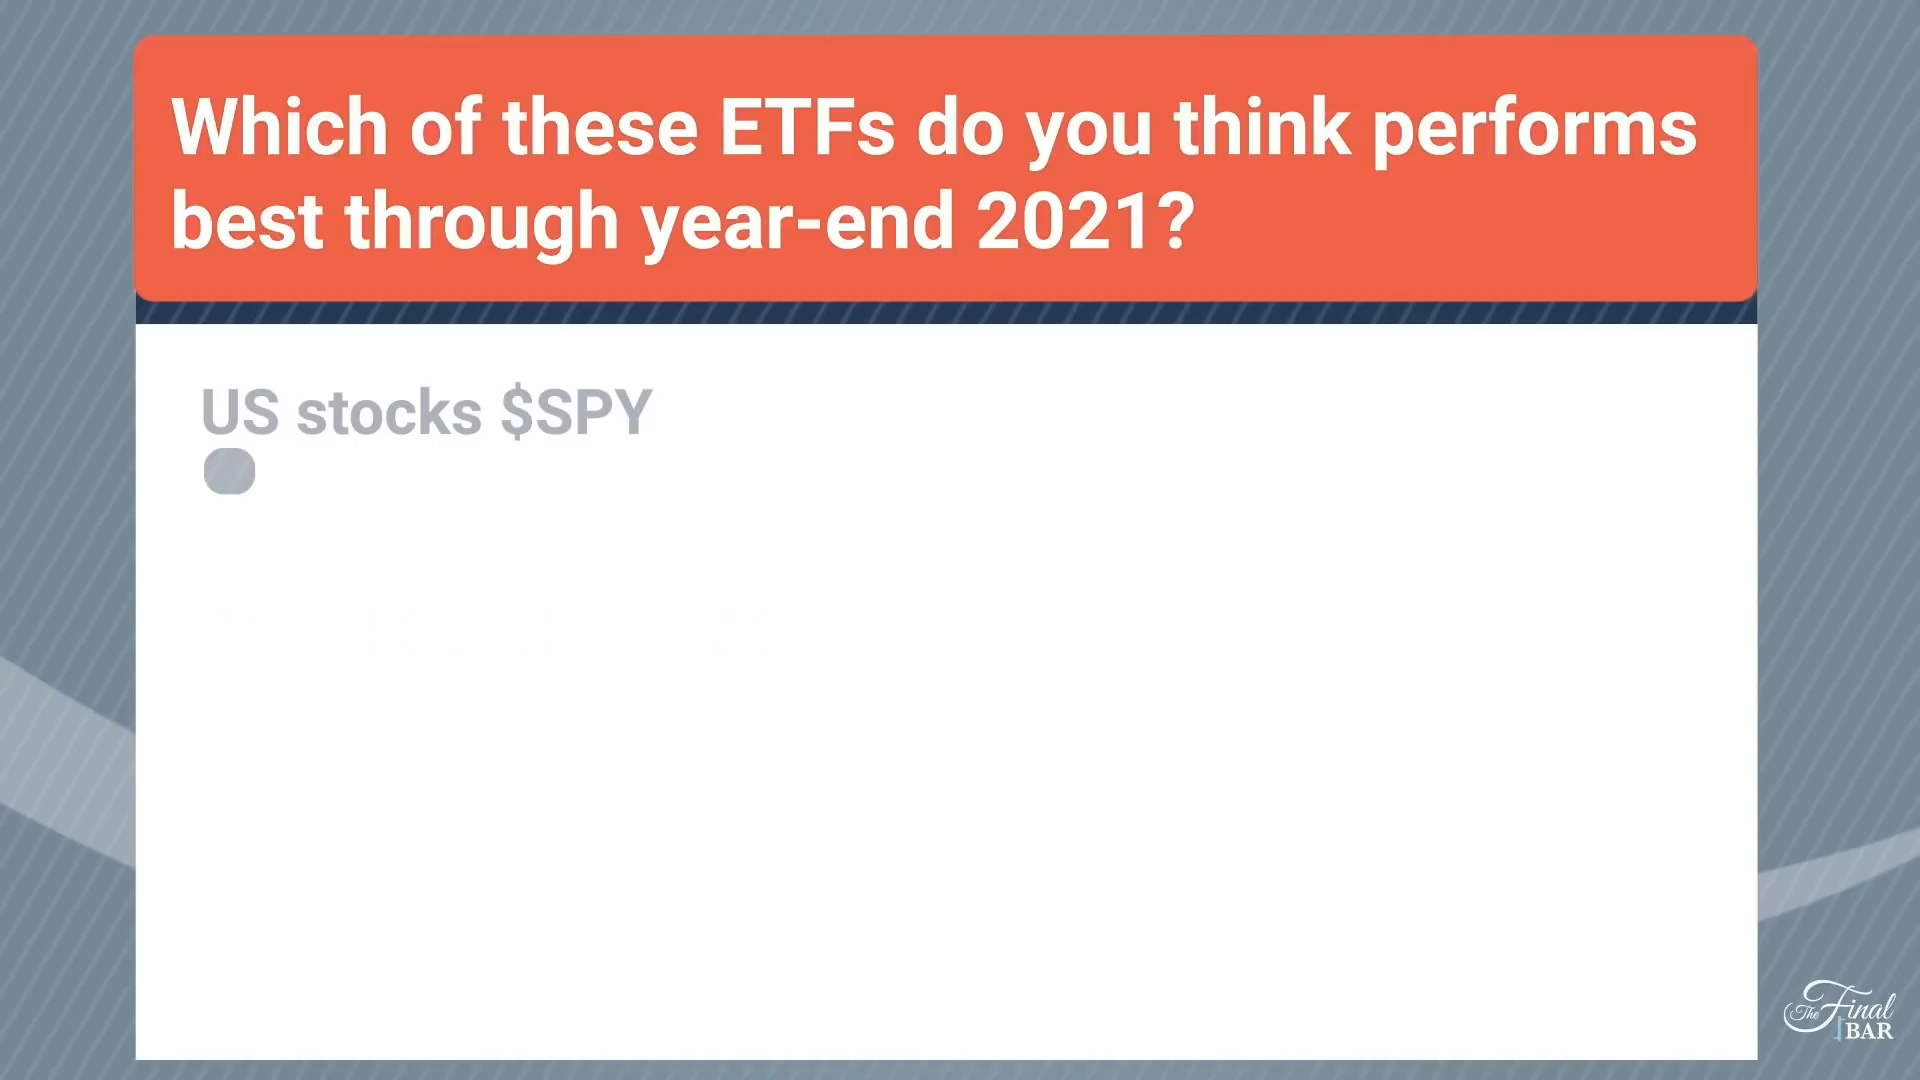 Which of these ETFs do you think performs
best through year-end 2021?
US stocks $SPY
The Final
BAR